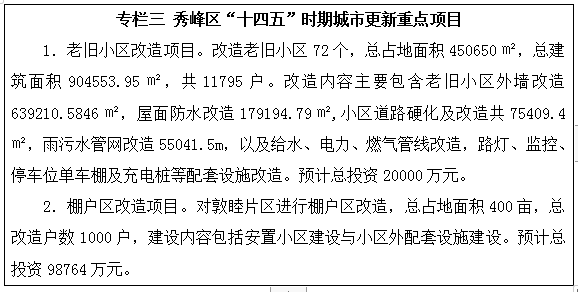 专栏三 秀峰区“十四五”时期城市更新重点项目
1．老旧小区改造项目。改造老旧小区 72 个，总占地面积 450650 ㎡，总建
筑面积 904553.95 ㎡，共 11795 户。改造内容主要包含老旧小区外墙改造
639210.5846 ㎡，屋面防水改造 179194.79 ㎡,小区道路硬化及改造共 75409.4
㎡，雨污水管网改造 55041.5m，以及给水、电力、燃气管线改造，路灯、监控、
停车位单车棚及充电桩等配套设施改造。预计总投资 20000 万元。
2．棚户区改造项目。对敦睦片区进行棚户区改造，总占地面积 400 亩，总
改造户数 1000 户，建设内容包括安置小区建设与小区外配套设施建设。预计总
投资 98764 万元。